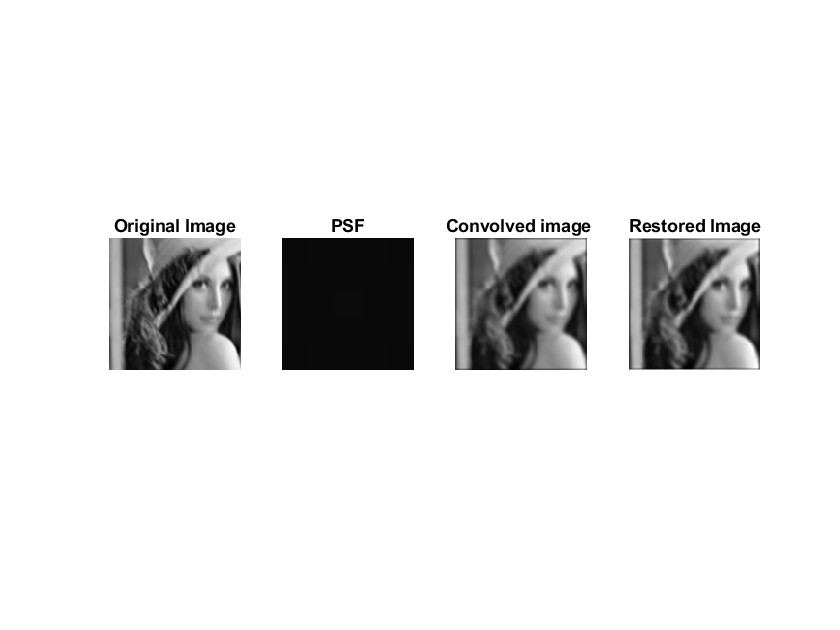 Original Image
PSF
Convolved image
Restored Image